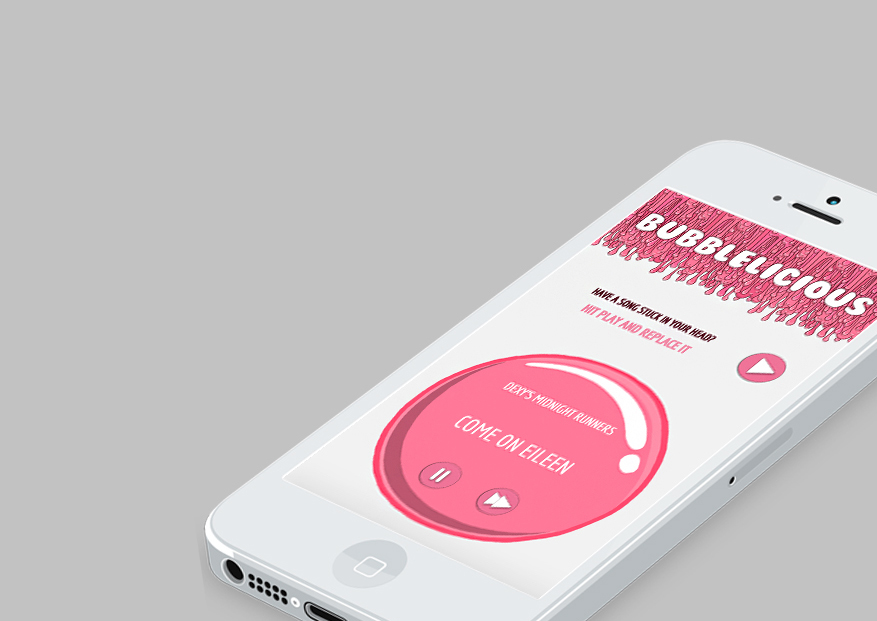 BUBBLELICIOUS
HAVE A SONG STUCK IN YOUR HEAD?
HIT PLAY AND REPLACE IT
DEXY'S MIDNIGHT RUNNERS
COME ON EILEEN